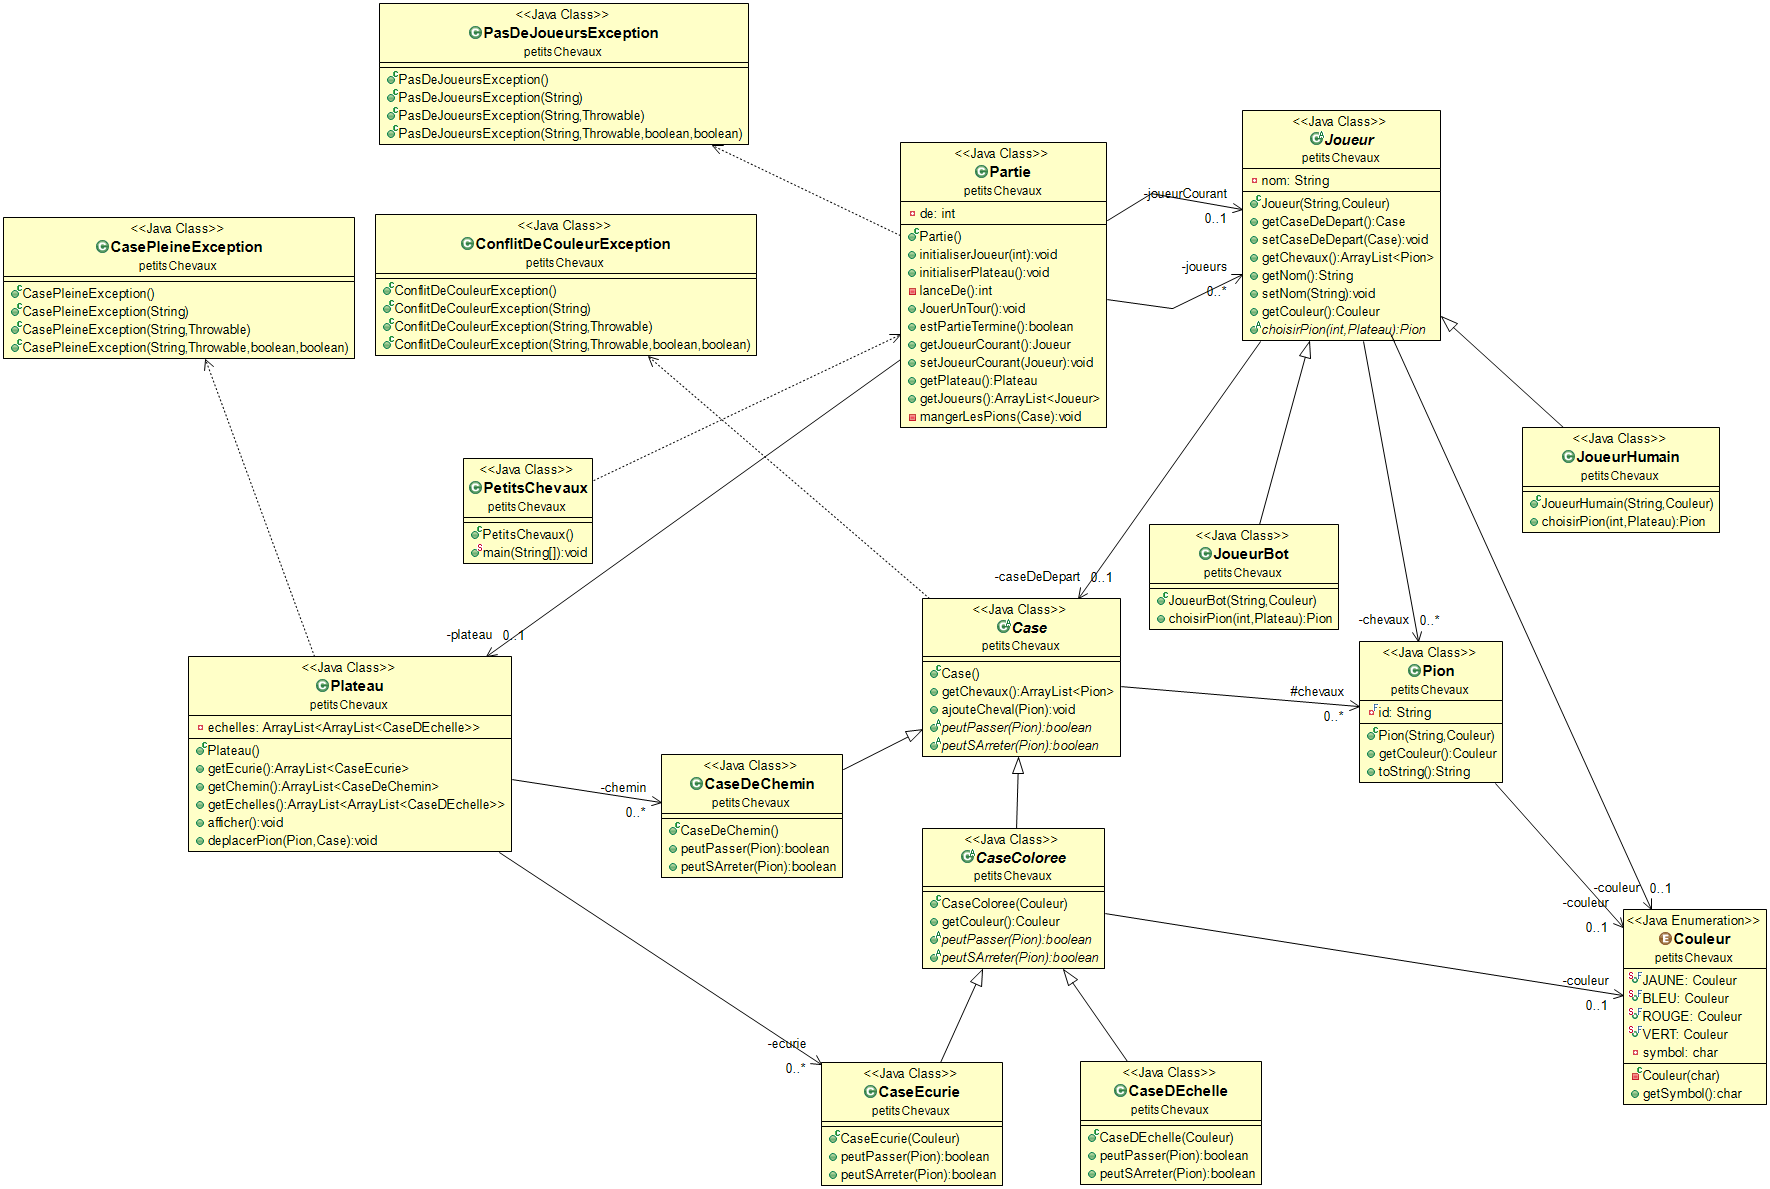 <<Java Class>>
PasDeJoueursException
petitsChevaux
PasDeJoueursException()
PasDeJoueursException(String)
PasDeJoueursException(String,Throwable)
PasDeJoueursException(String,Throwable,boolean,boolean)
<<Java Class>>
CasePleineException
petitsChevaux
CasePleineException()
CasePleineException(String)
CasePleineException(String,Throwable)
CasePleineException(String,Throwable,boolean,boolean)
<<Java Class>>
ConflitDeCouleurException
petitsChevaux
ConflitDeCouleurException()
ConflitDeCouleurException(String)
ConflitDeCouleurException(String,Throwable)
ConflitDeCouleurException(String,Throwable,boolean,boolean)
<<Java Class>>
Partie
petitsChevaux
de: int
Partie()
initialiserJoueur(int):void
initialiserPlateau():void
lanceDe():int
JouerUnTour():void
estPartieTermine():boolean
getJoueurCourant():Joueur
setJoueurCourant(Joueur):void
getPlateau():Plateau
getJoueurs():ArrayList<Joueur>
mangerLesPions(Case):void
-joueurCourant
0..1
-joueurs
0..*
<<Java Class>>
Joueur
petitsChevaux
nom: String
Joueur(String,Couleur)
getCaseDeDepart():Case
setCaseDeDepart(Case):void
getChevaux():ArrayList<Pion>
getNom():String
setNom(String):void
getCouleur():Couleur
choisirPion(int,Plateau):Pion
<<Java Class>>
JoueurHumain
petitsChevaux
JoueurHumain(String,Couleur)
choisirPion(int,Plateau):Pion
<<Java Class>>
PetitsChevaux
petitsChevaux
PetitsChevaux()
main(String[]):void
<<Java Class>>
JoueurBot
petitsChevaux
JoueurBot(String,Couleur)
choisirPion(int,Plateau):Pion
-caseDeDepart 0..1
<<Java Class>>
Case
petitsChevaux
Case()
getChevaux():ArrayList<Pion>
ajouteCheval(Pion):void
peutPasser(Pion):boolean
peutSArreter(Pion):boolean
-chevaux 0..*
#chevaux
0..*
<<Java Class>>
Pion
petitsChevaux
id: String
Pion(String,Couleur)
getCouleur():Couleur
toString():String
-plateau 0..1
<<Java Class>>
Plateau
petitsChevaux
echelles: ArrayList<ArrayList<CaseDEchelle>>
Plateau()
getEcurie():ArrayList<CaseEcurie>
getChemin():ArrayList<CaseDeChemin>
getEchelles():ArrayList<ArrayList<CaseDEchelle>>
afficher():void
deplacerPion(Pion,Case):void
-chemin
0..*
<<Java Class>>
CaseDeChemin
petitsChevaux
CaseDeChemin()
peutPasser(Pion):boolean
peutSArreter(Pion):boolean
<<Java Class>>
CaseColoree
petitsChevaux
CaseColoree(Couleur)
getCouleur():Couleur
peutPasser(Pion):boolean
peutSArreter(Pion):boolean
-couleur 0..1
-couleur
0..1
-couleur
0..1
<<Java Enumeration>>
Couleur
petitsChevaux
JAUNE: Couleur
BLEU: Couleur
ROUGE: Couleur
VERT: Couleur
symbol: char
Couleur(char)
getSymbol():char
-ecurie
0..*
<<Java Class>>
CaseEcurie
petitsChevaux
CaseEcurie(Couleur)
peutPasser(Pion):boolean
peutSArreter(Pion):boolean
<<Java Class>>
CaseDEchelle
petitsChevaux
CaseDEchelle(Couleur)
peutPasser(Pion):boolean
peutSArreter(Pion):boolean